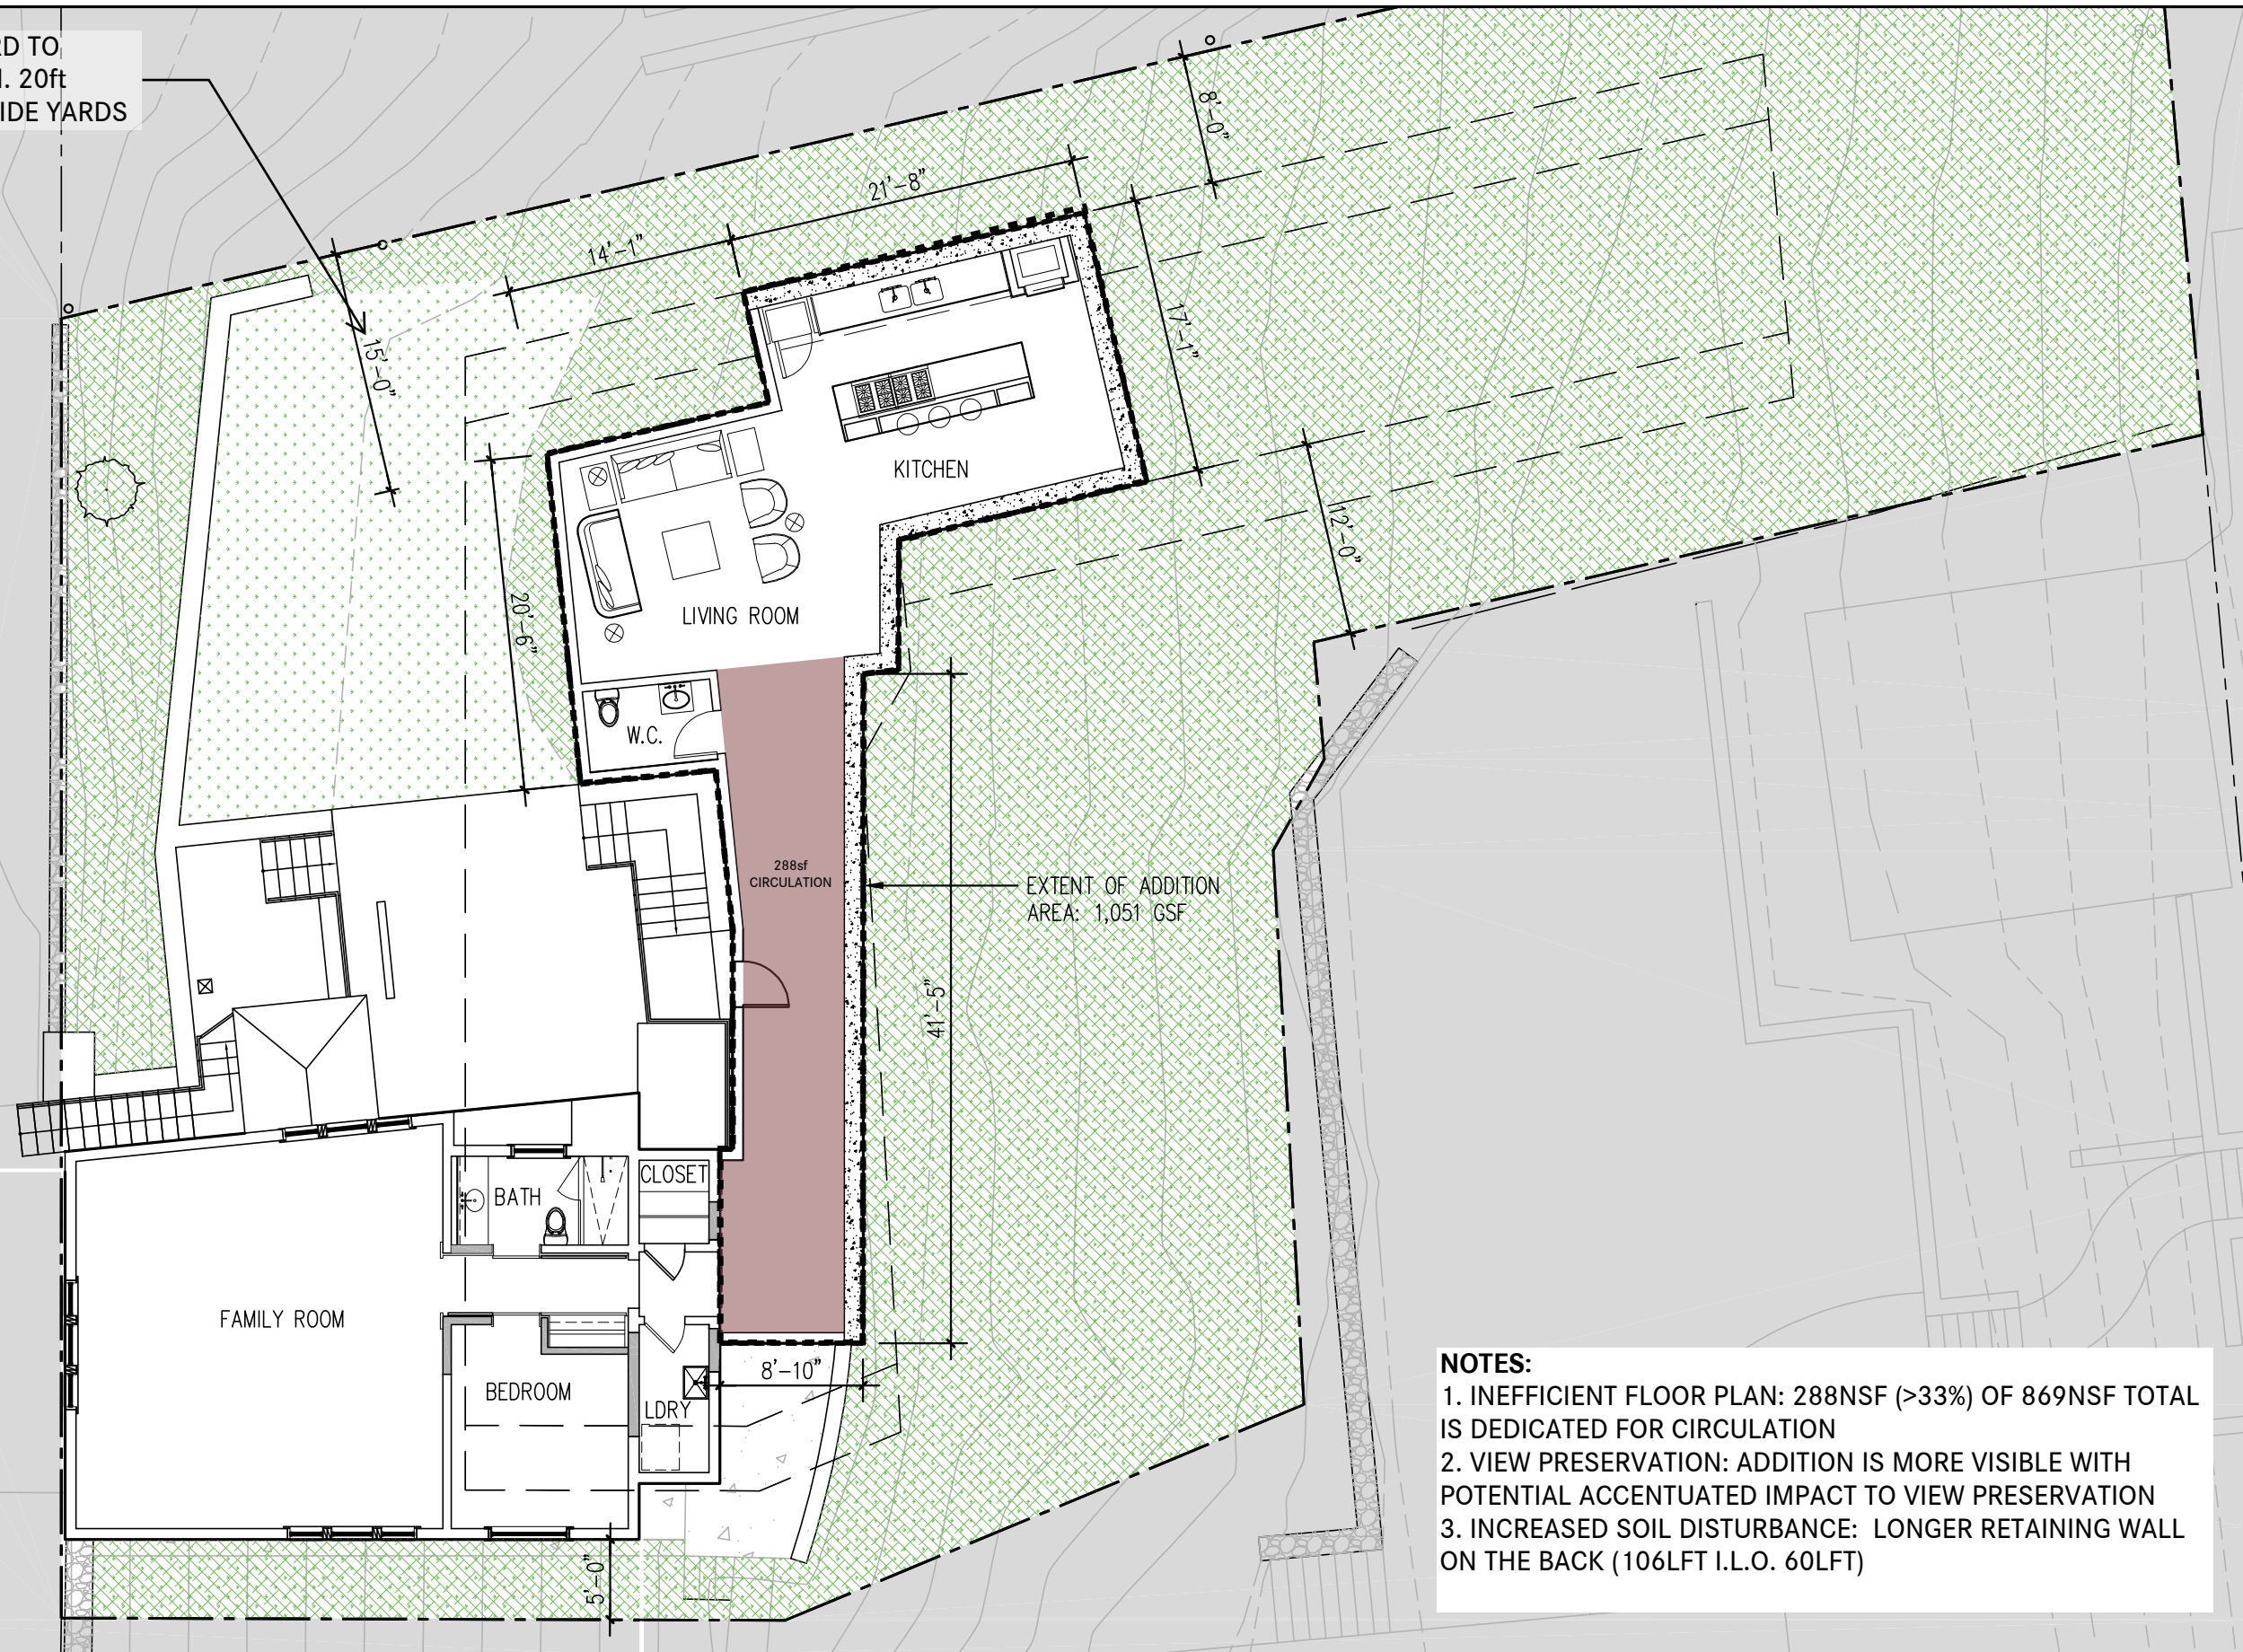 RD TO
. 20ft
IDE YARDS
60
8'-0"
21'-8"
14'-1"
15'-0"
17'-1"
KITCHEN
12'-0"
20'-6"
LIVING ROOM
W.C.
288sf
CIRCULATION
EXTENT OF ADDITION
AREA: 1,051 GSF
41'-5"
CLOSET
BATH
FAMILY ROOM
8'-10"
BEDROOM
LDRY
5'-0"
NOTES:
1. INEFFICIENT FLOOR PLAN: 288NSF (>33%) OF 869NSF TOTAL
IS DEDICATED FOR CIRCULATION
2. VIEW PRESERVATION: ADDITION IS MORE VISIBLE WITH
POTENTIAL ACCENTUATED IMPACT TO VIEW PRESERVATION
3. INCREASED SOIL DISTURBANCE: LONGER RETAINING WALL
ON THE BACK (106LFT I.L.O. 60LFT)